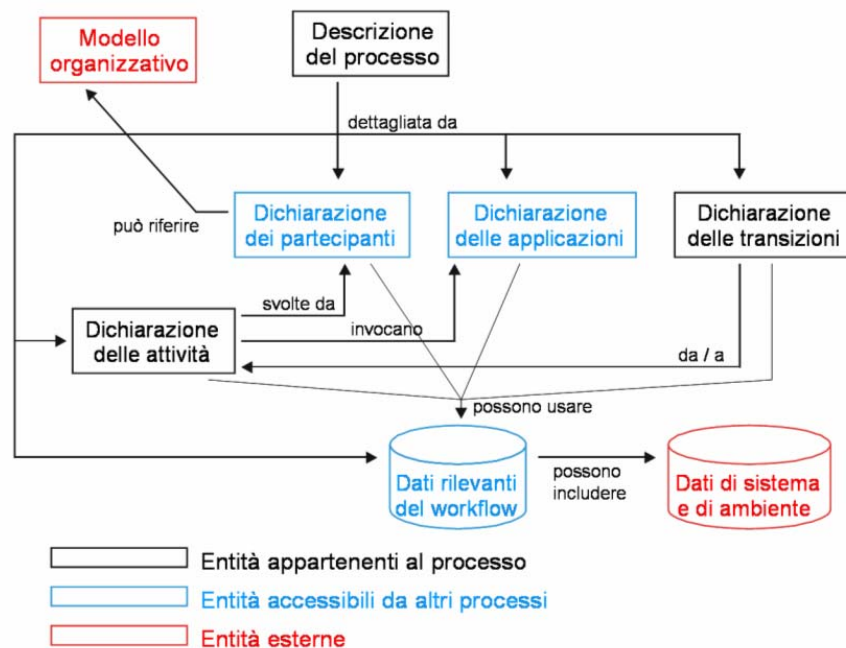 Modello
organizzativo
Descrizione
del processo
dettagliata da
può riferire
Dichiarazione
dei partecipanti
Dichiarazione
delle applicazioni
Dichiarazione
delle transizioni
svolte da
invocano
Dichiarazione
delle attività
da / a
possono usare
Dati rilevanti
del workflow
possono
includere
Dati di sistema
e di ambiente
Entità appartenenti al processo
Entità accessibili da altri processi
Entità esterne